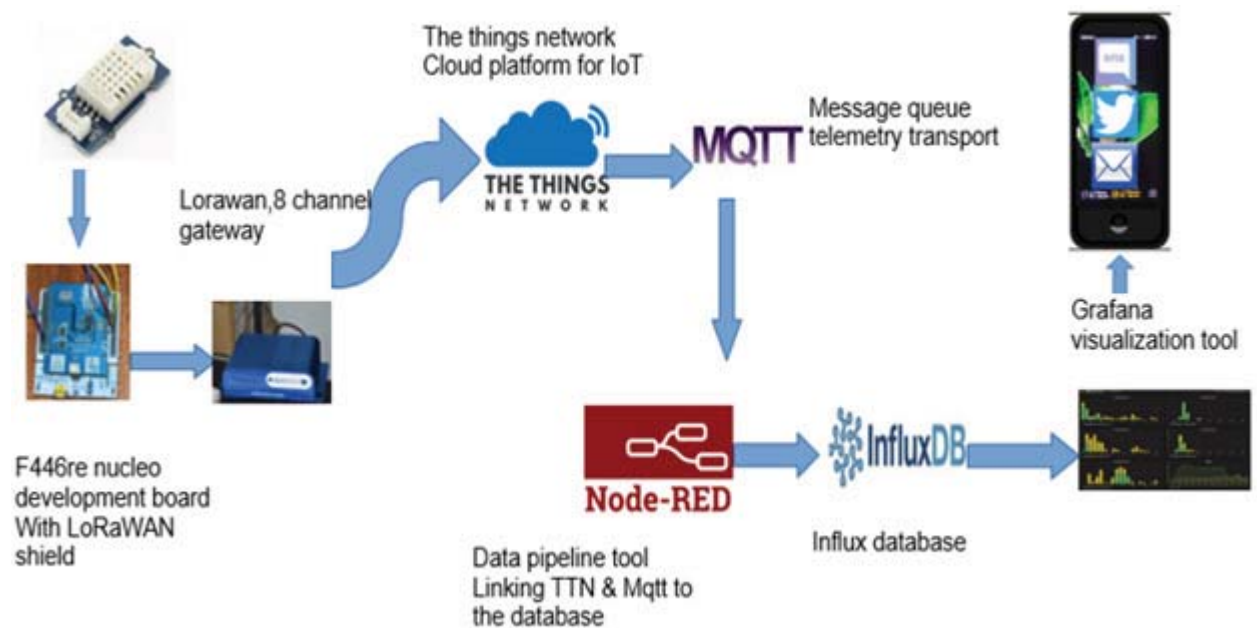 The things network
Cloud platform for IoT
THE THINGS
NETWORK
MQTT
Message queue
telemetry transport
Lorawan,8 channel
gateway
sms
Grafana
visualization tool
F446re nucleo
development board
With LoRaWAN
shield
Node-RED
InfluxDB
Data pipeline tool
Linking TTN & Mqtt to
the database
Influx database